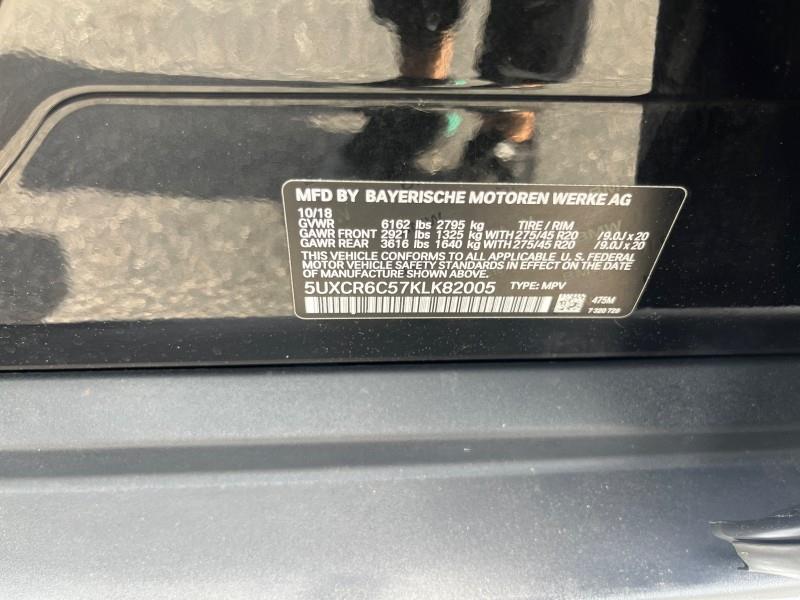 MFD BY BAYERISCHE MOTOREN WERKE AG
10/18
GVWR 6162 lbs 2795 kg TIRE / RIM
GAWR FRONT 2921 lbs 1325 kg WITH 275/45 R20 /9.0J x 20
GAWR REAR 3616 lbs 1640 kg WITH 275/45 R20 /9.0J x 20
THIS VEHICLE CONFORMS TO ALL APPLICABLE U. S. FEDERAL
MOTOR VEHICLE SAFETY STANDARDS IN EFFECT ON THE DATE
OF MANUFACTURE SHOWN ABOVE.
5UXCR6C57KLK82005 TYPE: MPV
475M
7 320 728